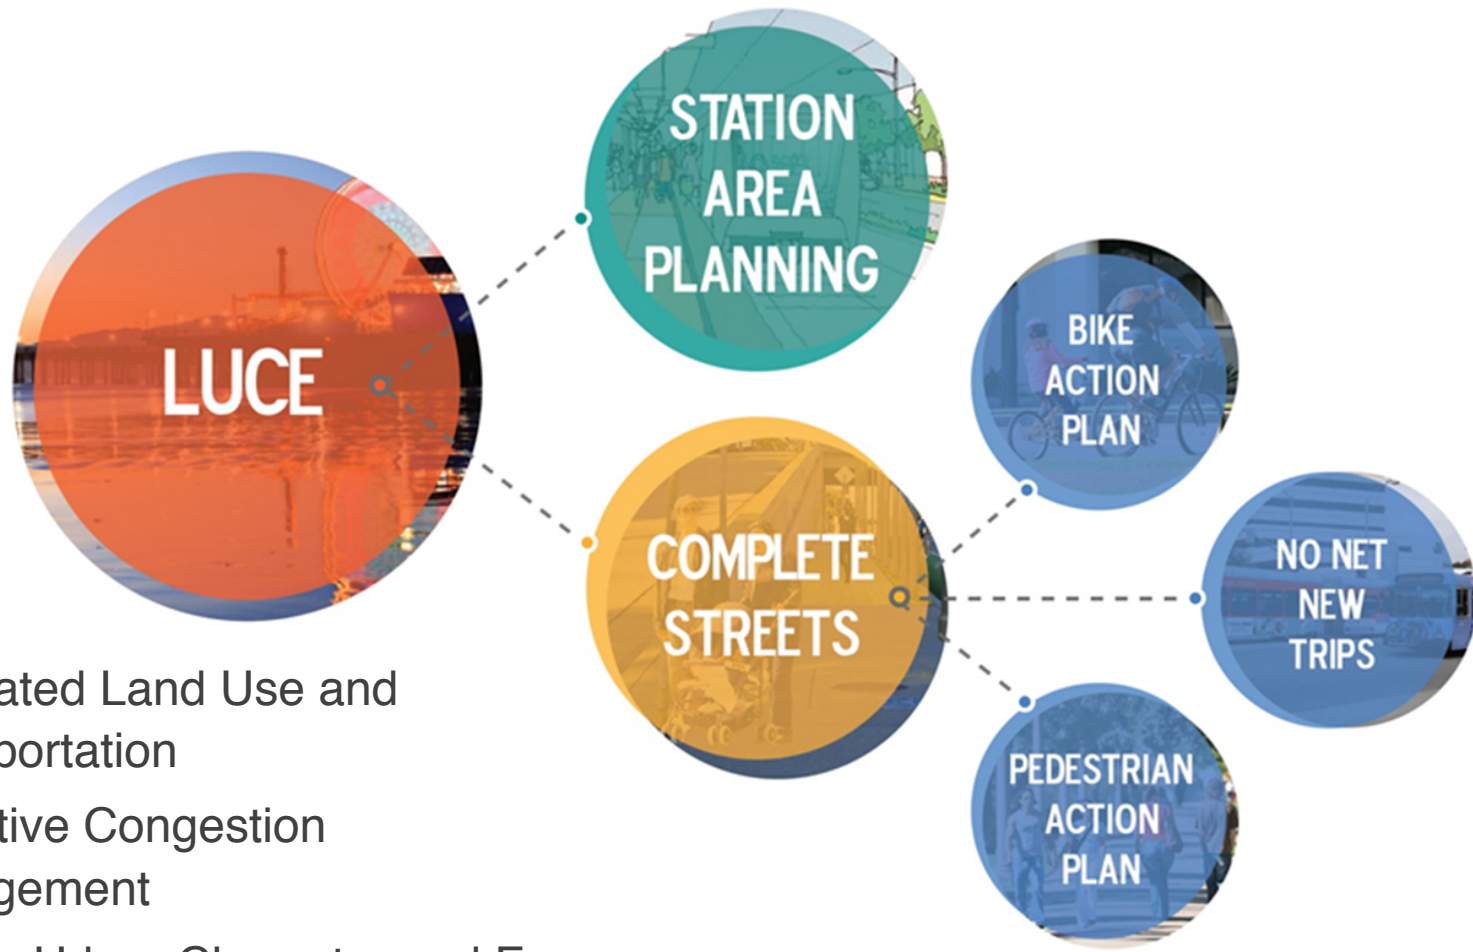 STATION
AREA
PLANNING
LUCE
BIKE
ACTION
PLAN
COMPLETE
STREETS
NO NET
NEW
TRIPS
PEDESTRIAN
ACTION
PLAN
ated Land Use and
portation
tive Congestion
gement